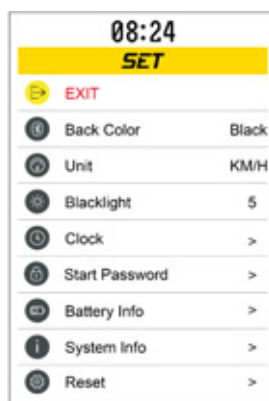 08:24
SET
EXIT
Back Color Black
Unit KM/H
Blacklight 5
Clock >
Start Password >
Battery Info >
System Info >
Reset >